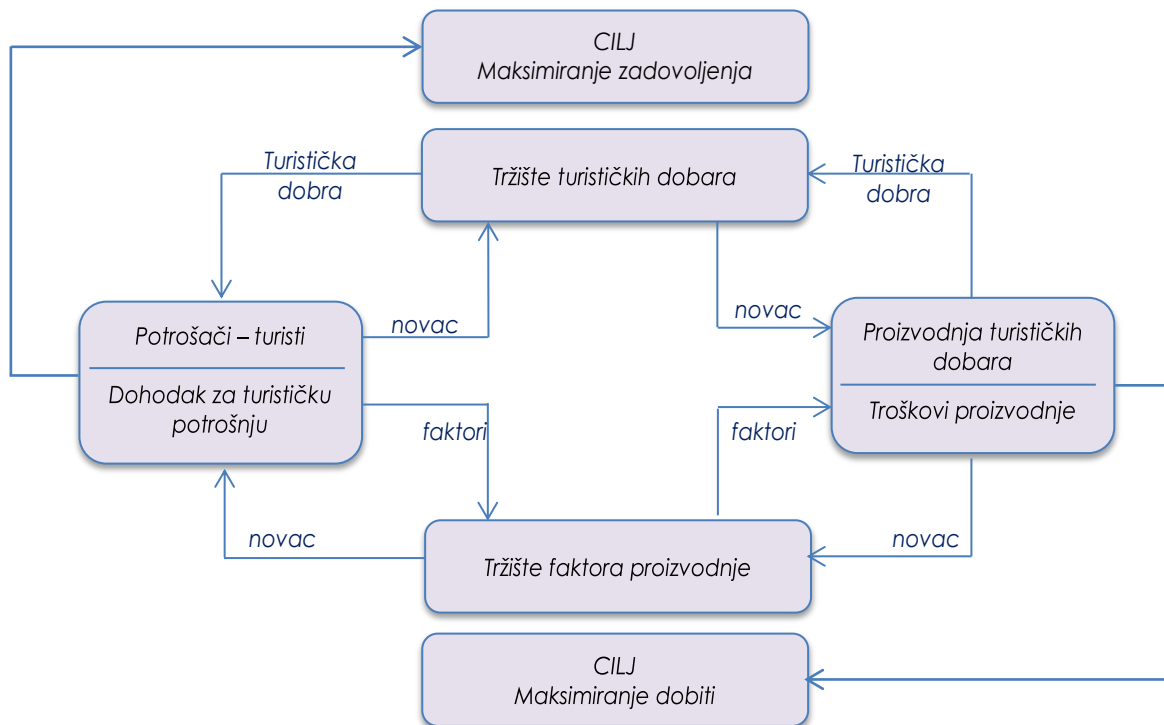 CILJ
Maksimiranje zadovoljenja
Turistička
dobra
Tržište turističkih dobara
Turistička
dobra
novac
novac
Potrošači – turisti
Dohodak za turističku
potrošnju
Proizvodnja turističkih
dobara
Troškovi proizvodnje
faktori
faktori
novac
Tržište faktora proizvodnje
novac
CILJ
Maksimiranje dobiti